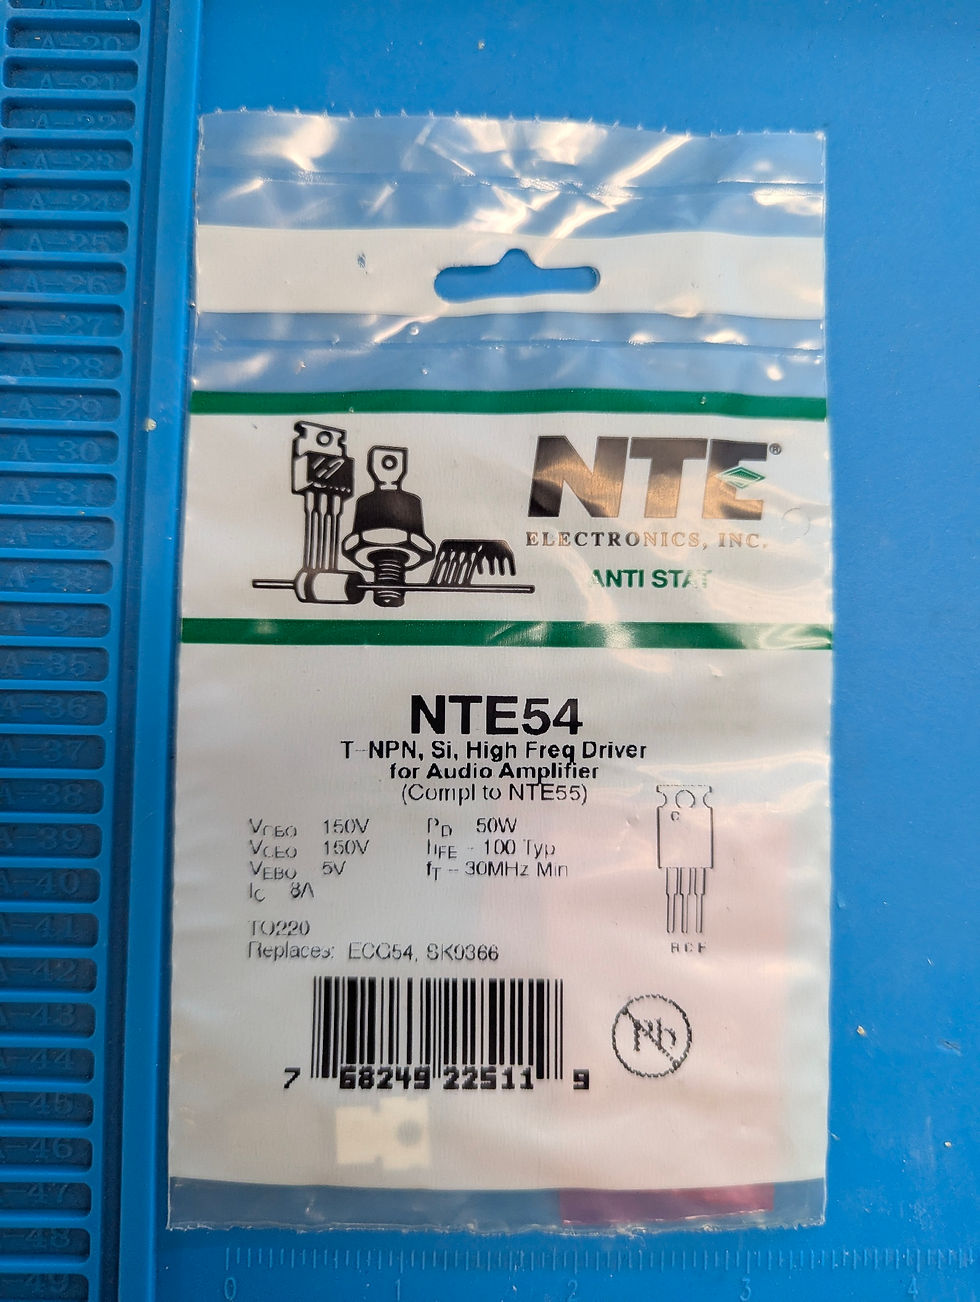 A-20
A-21
A-22
A-23
A-24
A-25
A-26
A-27
A-28
A-29
A-30
A-31
A-32
A-33
A-34
A-35
A-36
A-37
A-38
A-39
A-40
A-41
A-42
A-43
A-44
A-45
A-46
A-47
A-48
A-49
NTE®
ELECTRONICS, INC.
ANTI STAT
NTE54
T-NPN, Si, High Freq Driver
for Audio Amplifier
(Compl to NTE55)
VCBO 150V PD 50W
VCEO 150V hFE - 100 Typ
VEBO 5V fT - 30MHz Min
IC 8A
C
TO220
Replaces: ECG54, SK9366
B C E
Pb
7 68249 22511 9
0 1 2 3 4